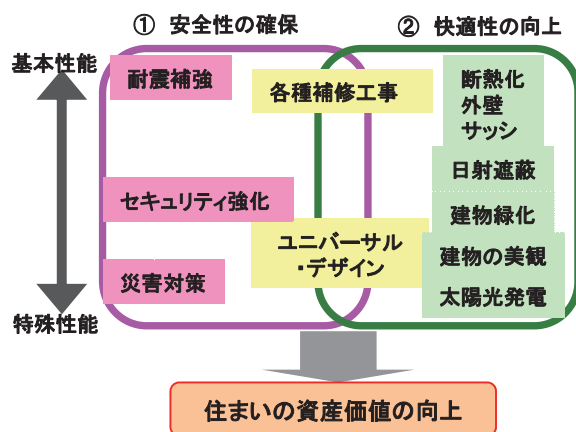 ① 安全性の確保
② 快適性の向上
基本性能
耐震補強
各種補修工事
断熱化
外壁
サッシ
日射遮蔽
セキュリティ強化
建物緑化
ユニバーサル
・デザイン
建物の美観
災害対策
太陽光発電
特殊性能
住まいの資産価値の向上